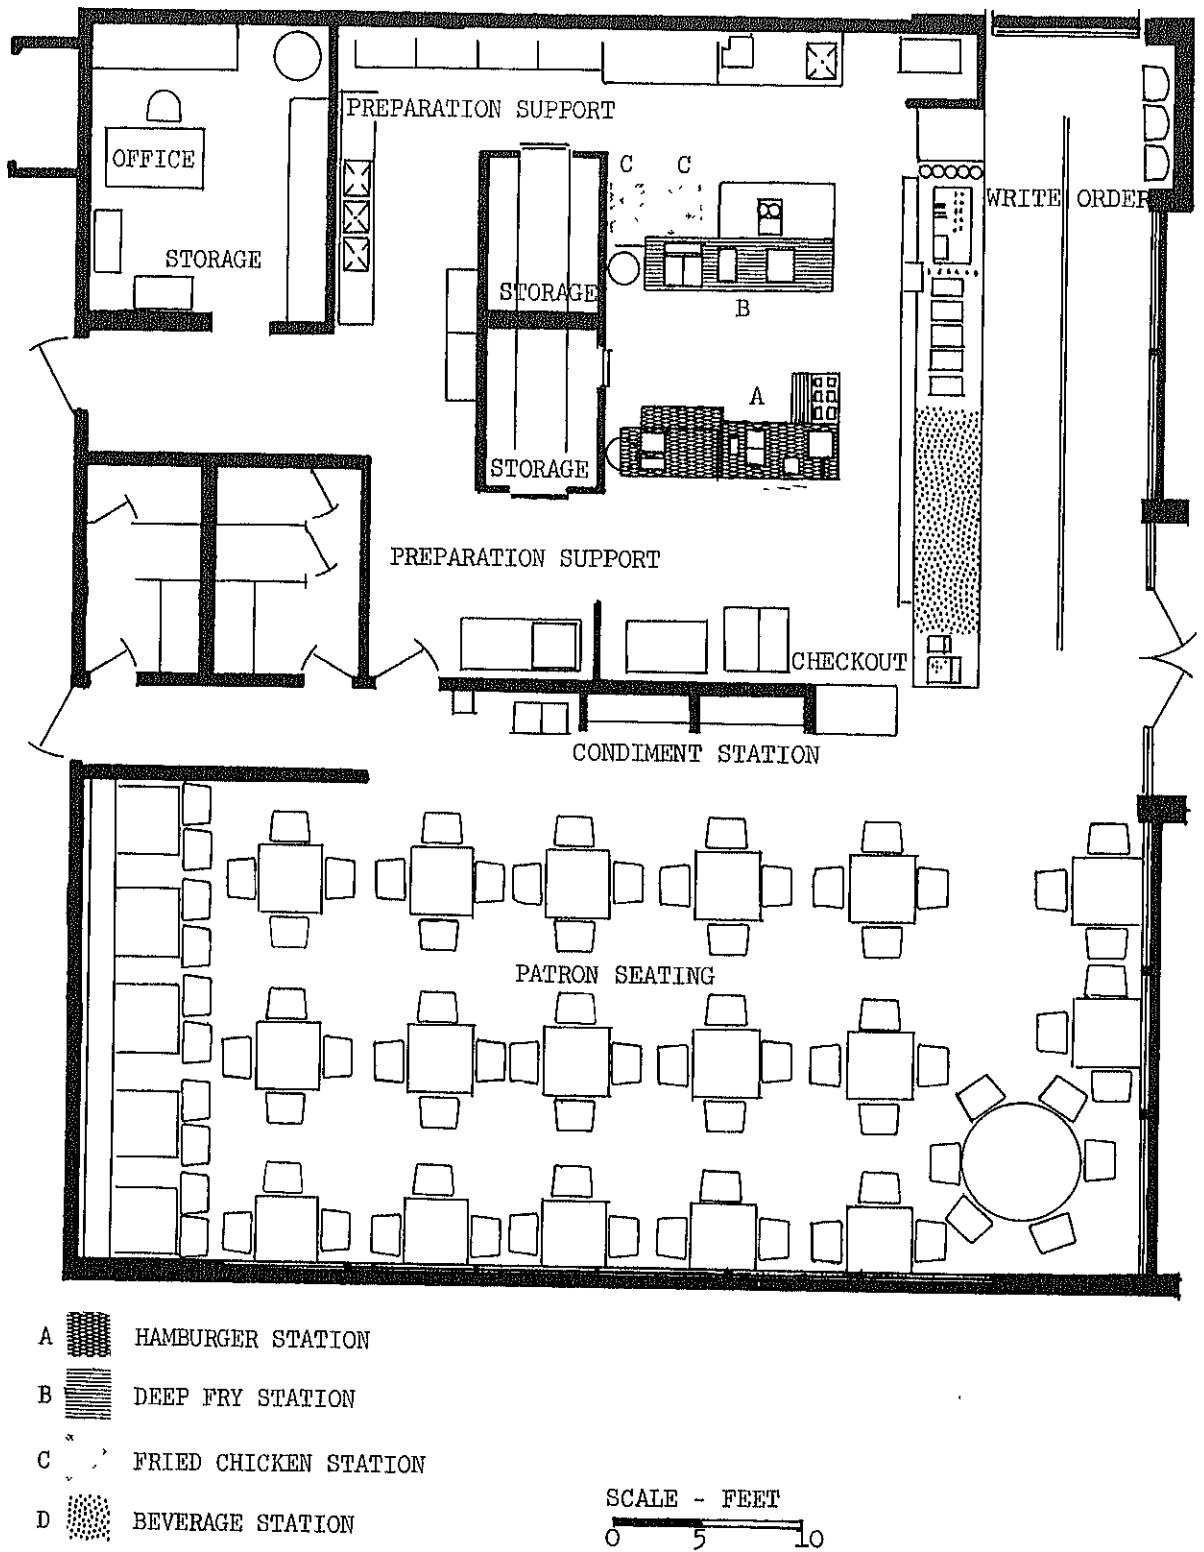 PREPARATION SUPPORT
OFFICE
C C
WRITE ORDER
STORAGE
STORAGE
B
A
STORAGE
PREPARATION SUPPORT
CHECKOUT
CONDIMENT STATION
PATRON SEATING
A HAMBURGER STATION
B DEEP FRY STATION
C FRIED CHICKEN STATION
D BEVERAGE STATION
SCALE - FEET
0 5 10